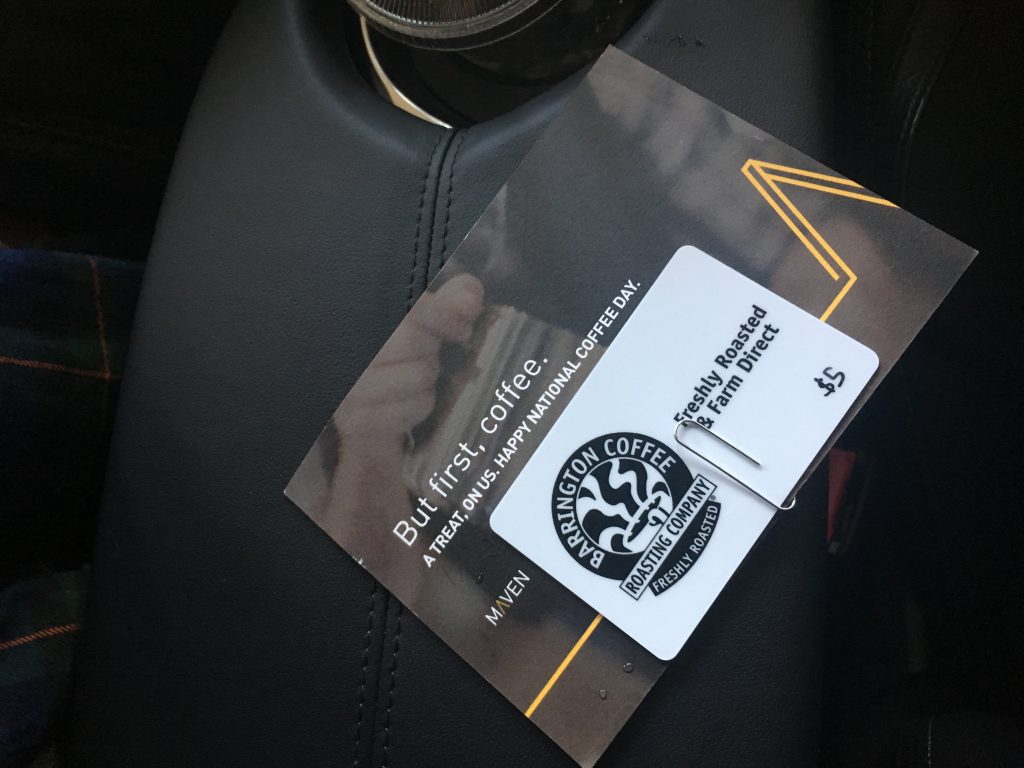 But first, coffee.
A TREAT, ON US. HAPPY NATIONAL COFFEE DAY.
MAVEN
Freshly Roasted
& Farm Direct
$5
BARRINGTON COFFEE
ROASTING COMPANY
FRESHLY ROASTED